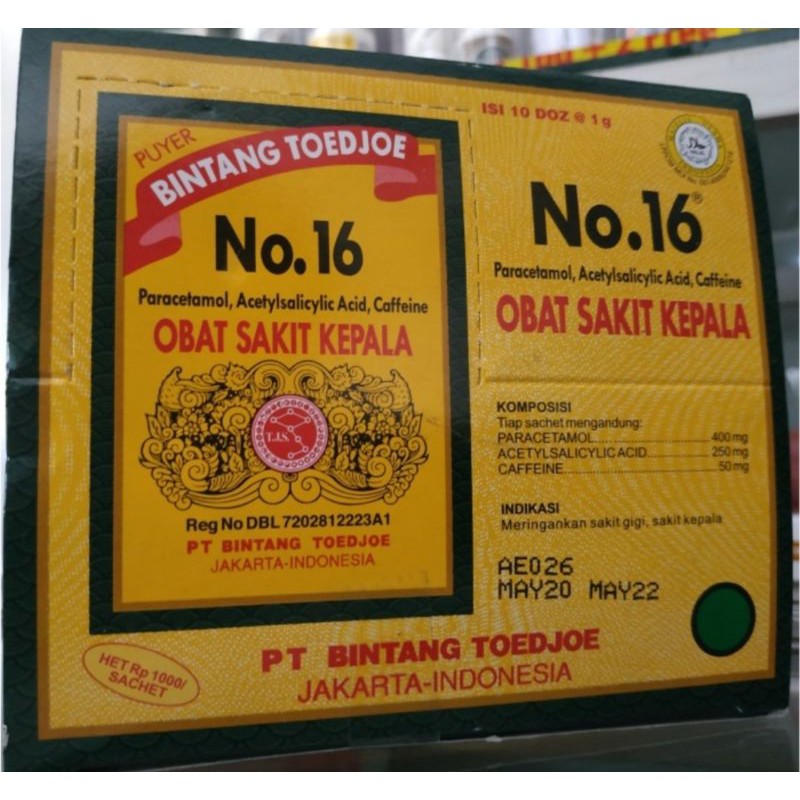 PUYER
BINTANG TOEDJOE
No.16
Paracetamol, Acetylsalicylic Acid, Caffeine
OBAT SAKIT KEPALA
T.J.S.
Reg No DBL 7202812223A1
PT BINTANG TOEDJOE
JAKARTA-INDONESIA
ISI 10 DOZ @ 1 g
No.16®
Paracetamol, Acetylsalicylic Acid, Caffeine
OBAT SAKIT KEPALA
KOMPOSISI
Tiap sachet mengandung:
PARACETAMOL..................400 mg
ACETYLSALICYLIC ACID........250 mg
CAFFEINE........................50 mg
INDIKASI
Meringankan sakit gigi, sakit kepala
AE026
MAY20 MAY22
HET Rp 1000/
SACHET
PT BINTANG TOEDJOE
JAKARTA-INDONESIA